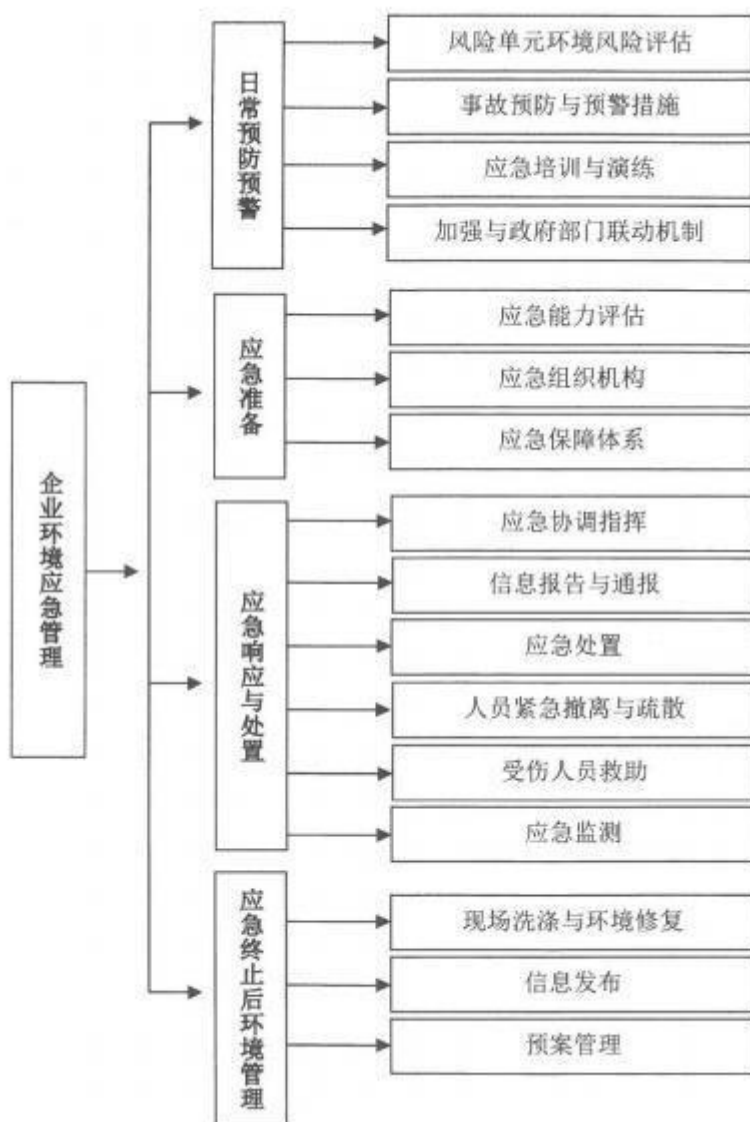 企业环境应急管理
日常预防预警
风险单元环境风险评估
事故预防与预警措施
应急培训与演练
加强与政府部门联动机制
应急准备
应急能力评估
应急组织机构
应急保障体系
应急响应与处置
应急协调指挥
信息报告与通报
应急处置
人员紧急撤离与疏散
受伤人员救助
应急监测
应急终止后环境管理
现场洗涤与环境修复
信息发布
预案管理